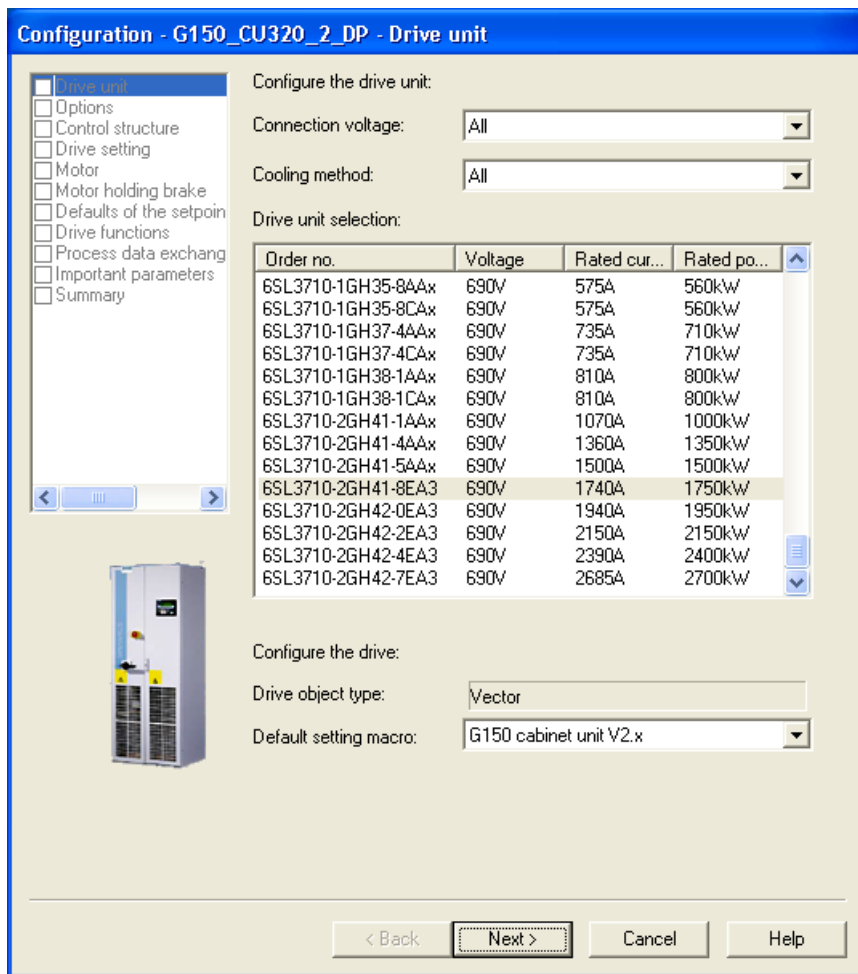 Configuration - G150_CU320_2_DP - Drive unit
Drive unit
Options
Control structure
Drive setting
Motor
Motor holding brake
Defaults of the setpoin
Drive functions
Process data exchang
Important parameters
Summary
Configure the drive unit:
Connection voltage: All
Cooling method: All
Drive unit selection:
Order no. Voltage Rated cur... Rated po...
6SL3710-1GH35-8AAx 690V 575A 560kW
6SL3710-1GH35-8CAx 690V 575A 560kW
6SL3710-1GH37-4AAx 690V 735A 710kW
6SL3710-1GH37-4CAx 690V 735A 710kW
6SL3710-1GH38-1AAx 690V 810A 800kW
6SL3710-1GH38-1CAx 690V 810A 800kW
6SL3710-2GH41-1AAx 690V 1070A 1000kW
6SL3710-2GH41-4AAx 690V 1360A 1350kW
6SL3710-2GH41-5AAx 690V 1500A 1500kW
6SL3710-2GH41-8EA3 690V 1740A 1750kW
6SL3710-2GH42-0EA3 690V 1940A 1950kW
6SL3710-2GH42-2EA3 690V 2150A 2150kW
6SL3710-2GH42-4EA3 690V 2390A 2400kW
6SL3710-2GH42-7EA3 690V 2685A 2700kW
Configure the drive:
Drive object type: Vector
Default setting macro: G150 cabinet unit V2.x
< Back Next > Cancel Help